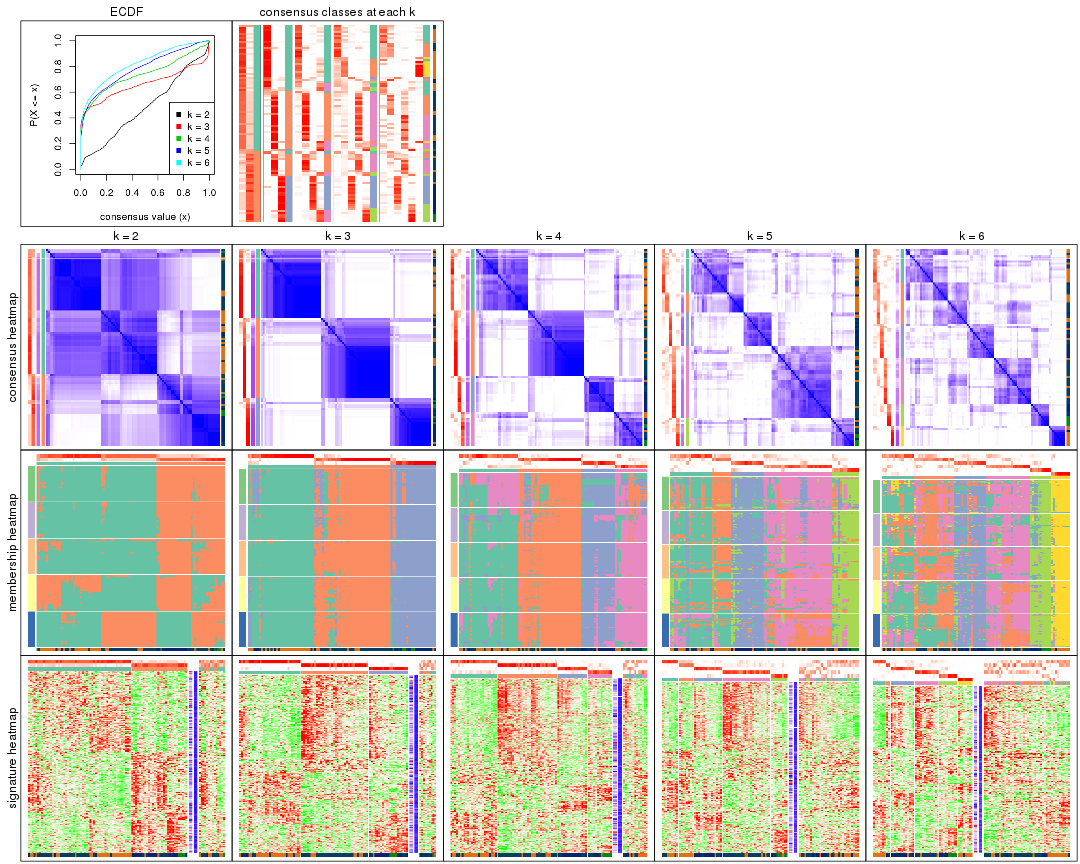 ECDF
consensus classes at each k
P(X <= x)
0.0 0.2 0.4 0.6 0.8 1.0
k = 2
k = 3
k = 4
k = 5
k = 6
0.0 0.2 0.4 0.6 0.8 1.0
consensus value (x)
k = 2 k = 3 k = 4 k = 5 k = 6
consensus heatmap
membership heatmap
signature heatmap